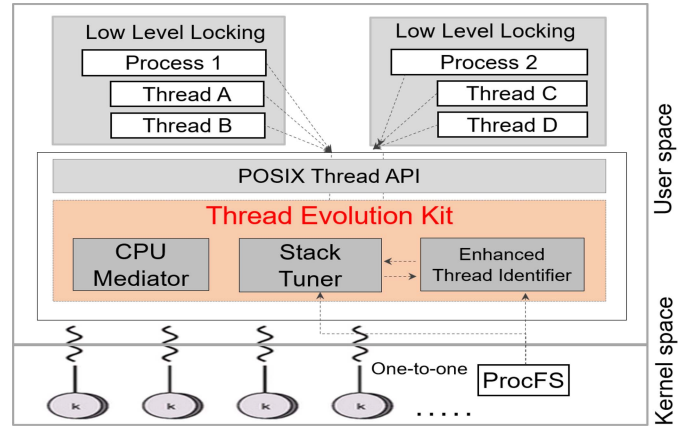 Low Level Locking
Process 1
Thread A
Thread B
Low Level Locking
Process 2
Thread C
Thread D
User space
POSIX Thread API
Thread Evolution Kit
CPU
Mediator
Stack
Tuner
Enhanced
Thread Identifier
Kernel space
One-to-one
ProcFS
k
k
k
k
.....